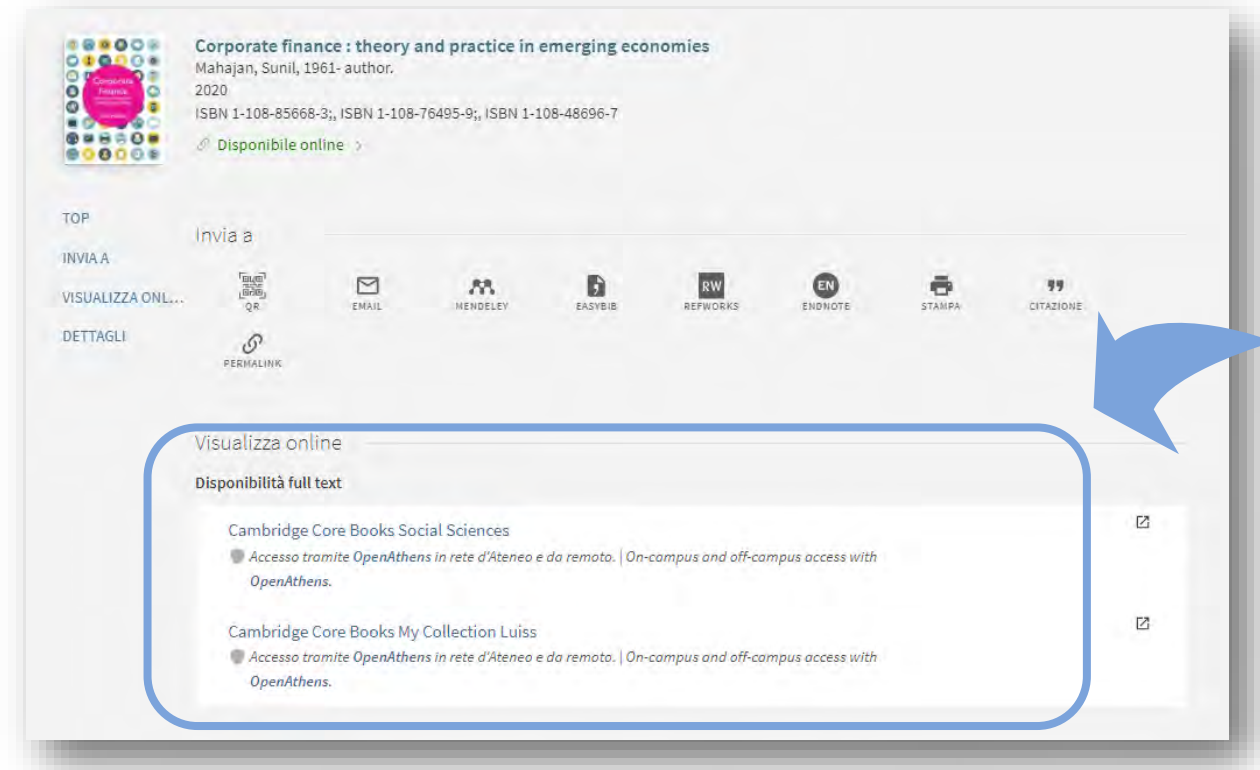 Corporate Finance
Corporate finance : theory and practice in emerging economies
Mahajan, Sunil, 1961- author.
2020
ISBN 1-108-85668-3;, ISBN 1-108-76495-9;, ISBN 1-108-48696-7
Disponibile online
TOP
INVIA A
VISUALIZZA ONL...
DETTAGLI
Invia a
QR
EMAIL
MENDELEY
EASYBIB
RW
REFWORKS
EN
ENDNOTE
STAMPA
CITAZIONE
PERMALINK
Visualizza online
Disponibilità full text
Cambridge Core Books Social Sciences
Accesso tramite OpenAthens in rete d'Ateneo e da remoto. | On-campus and off-campus access with
OpenAthens.
Cambridge Core Books My Collection Luiss
Accesso tramite OpenAthens in rete d'Ateneo e da remoto. | On-campus and off-campus access with
OpenAthens.